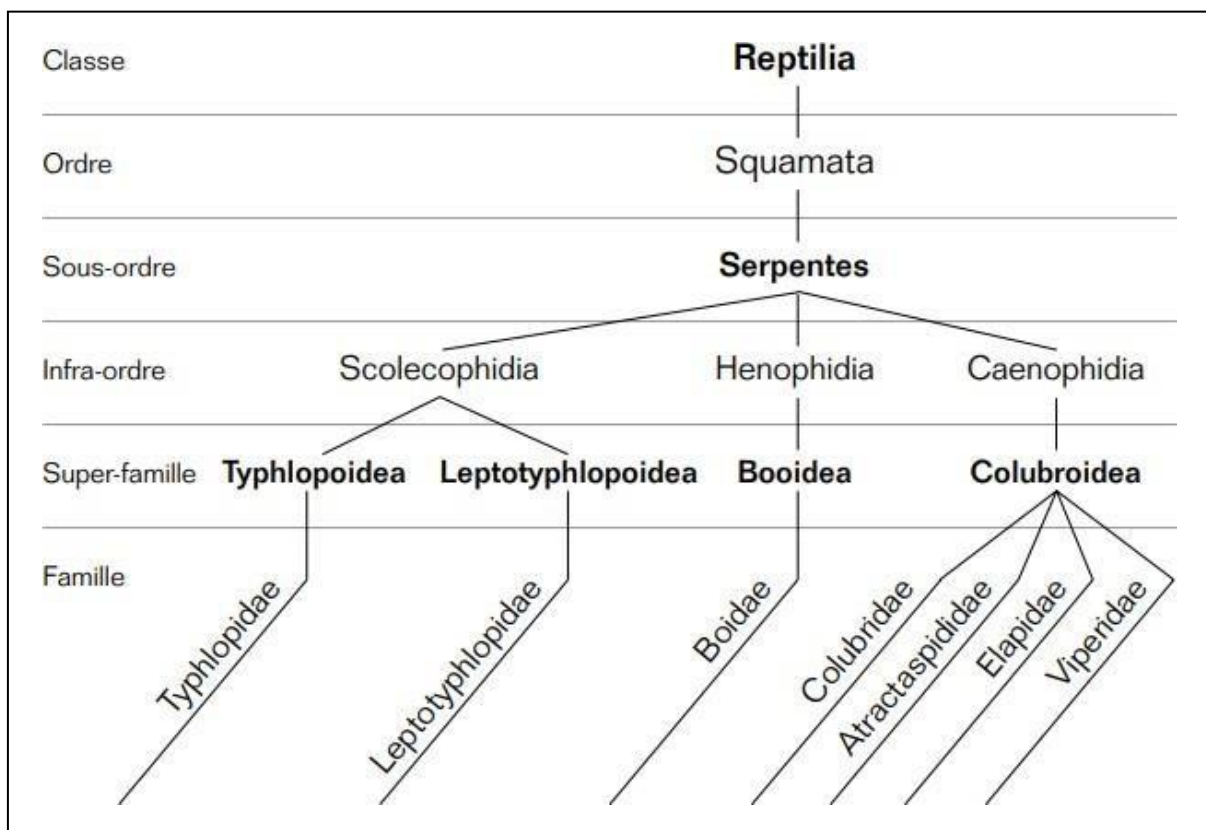 Classe Reptilia
Ordre Squamata
Sous-ordre Serpentes
Infra-ordre Scolecophidia Henophidia Caenophidia
Super-famille Typhlopoidea Leptotyphlopoidea Booidea Colubroidea
Famille
Typhlopidae
Leptotyphlopidae
Boidae
Colubridae
Atractaspididae
Elapidae
Viperidae